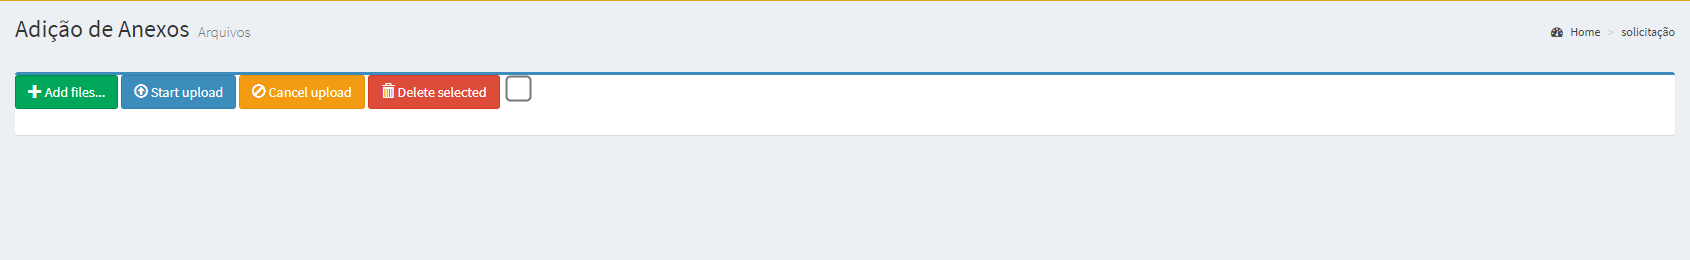 Adição de Anexos Arquivos
Home > solicitação
Add files... Start upload Cancel upload Delete selected